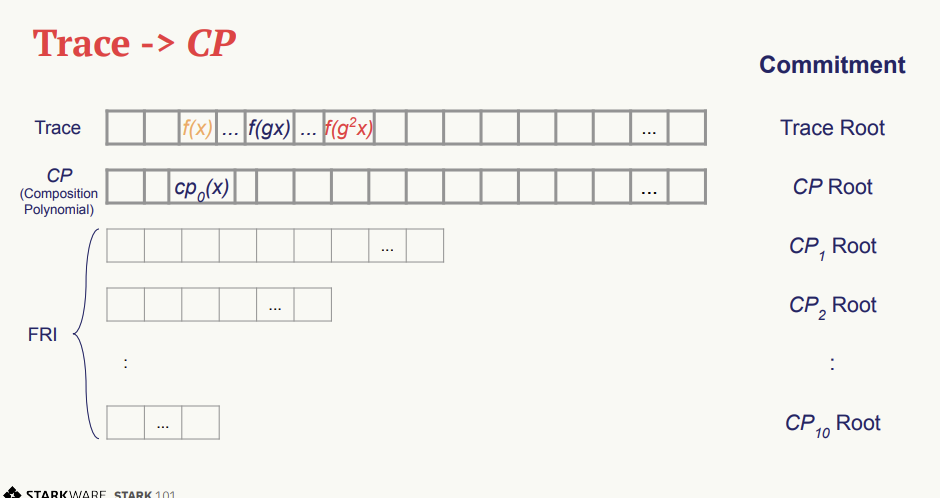 Trace -> CP
Commitment
Trace f(x) ... f(gx) ... f(g²x) ... Trace Root
CP
(Composition
Polynomial)
cp₀(x) ... CP Root
... CP₁ Root
... CP₂ Root
FRI
: :
... CP₁₀ Root
STARKWARE STARK 101